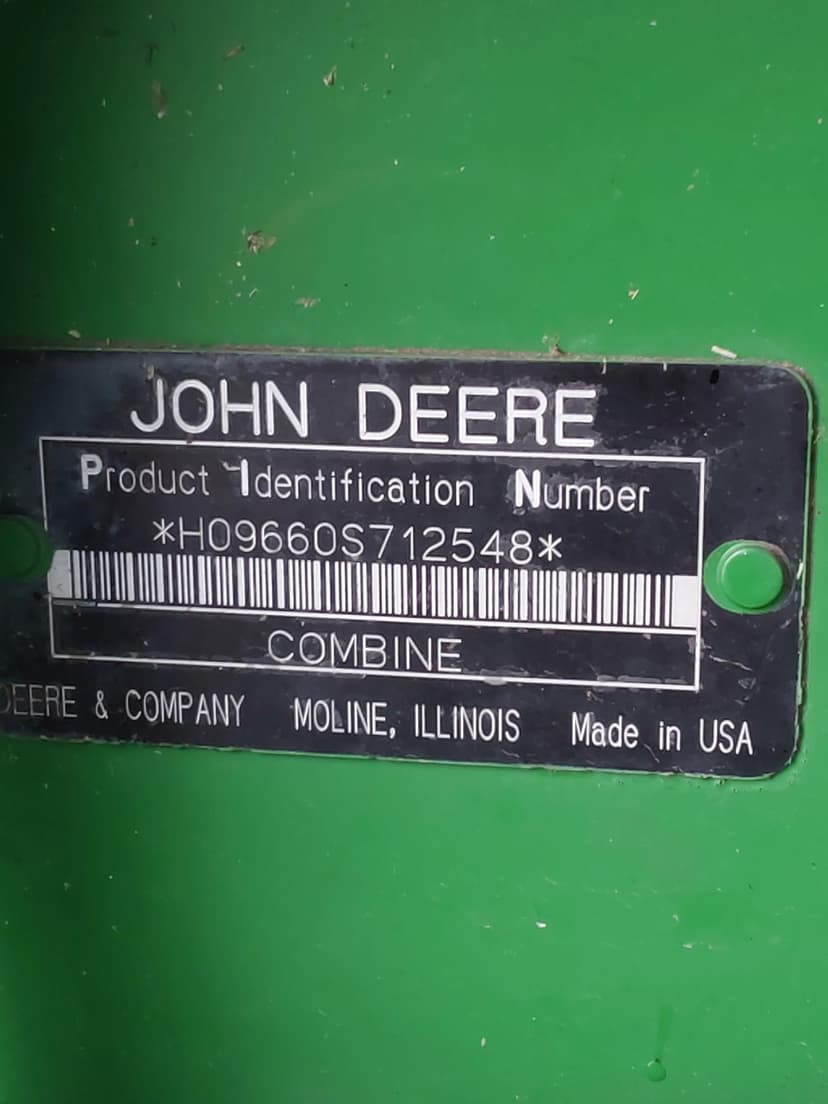 JOHN DEERE
Product Identification Number
*H09660S712548*
COMBINE
DEERE & COMPANY MOLINE, ILLINOIS Made in USA